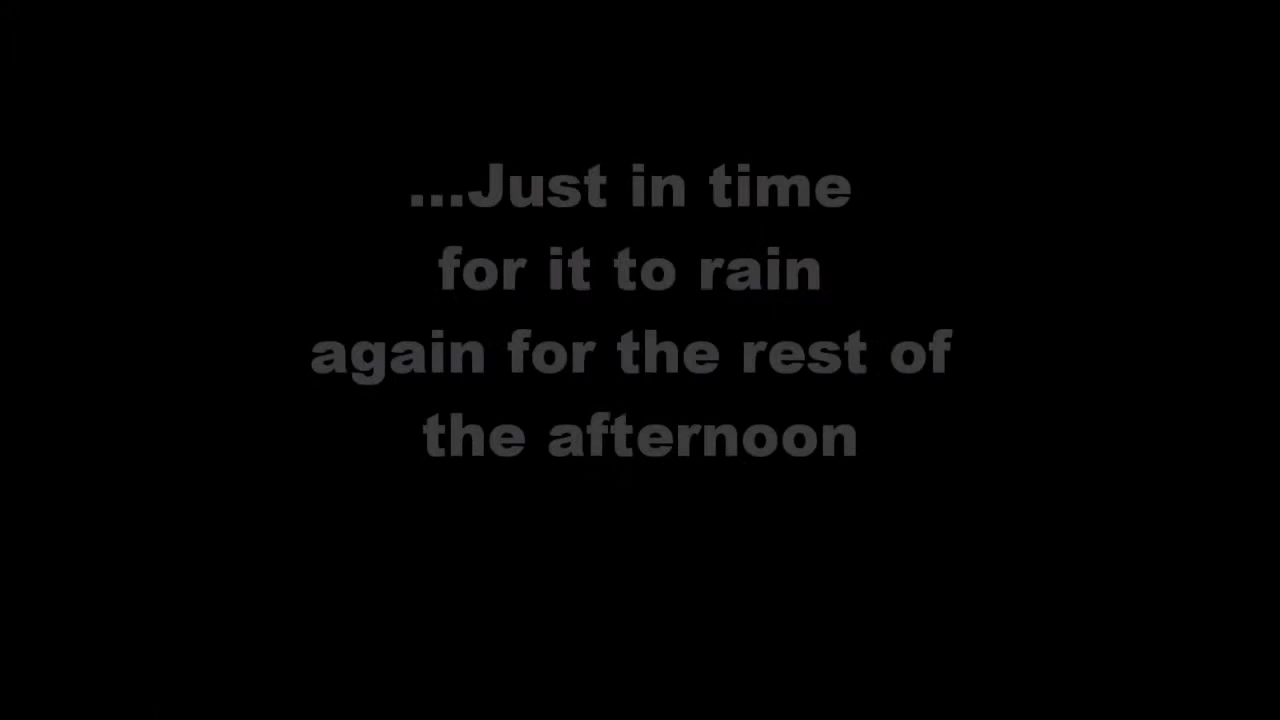 ...Just in time
for it to rain
again for the rest of
the afternoon